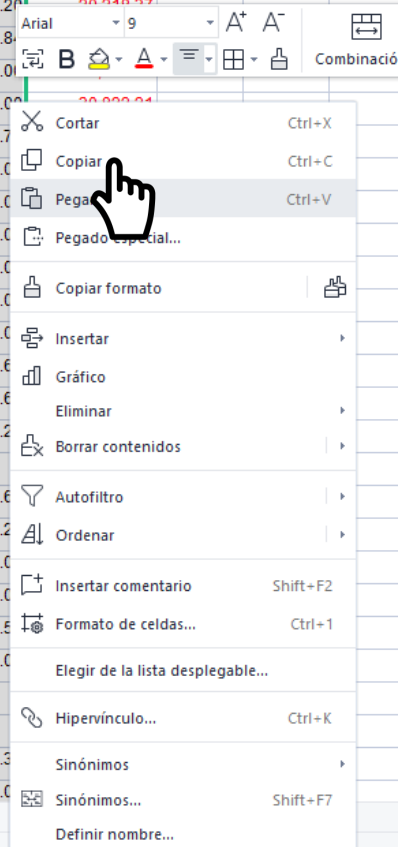 Arial 9 A+ A-
B A Combinació
Cortar Ctrl+X
Copiar Ctrl+C
Ctrl+V
Pegado especial...
Copiar formato
Insertar
Gráfico
Eliminar
Borrar contenidos
Autofiltro
Ordenar
Insertar comentario Shift+F2
Formato de celdas... Ctrl+1
Elegir de la lista desplegable...
Hipervínculo... Ctrl+K
Sinónimos
Sinónimos... Shift+F7
Definir nombre...